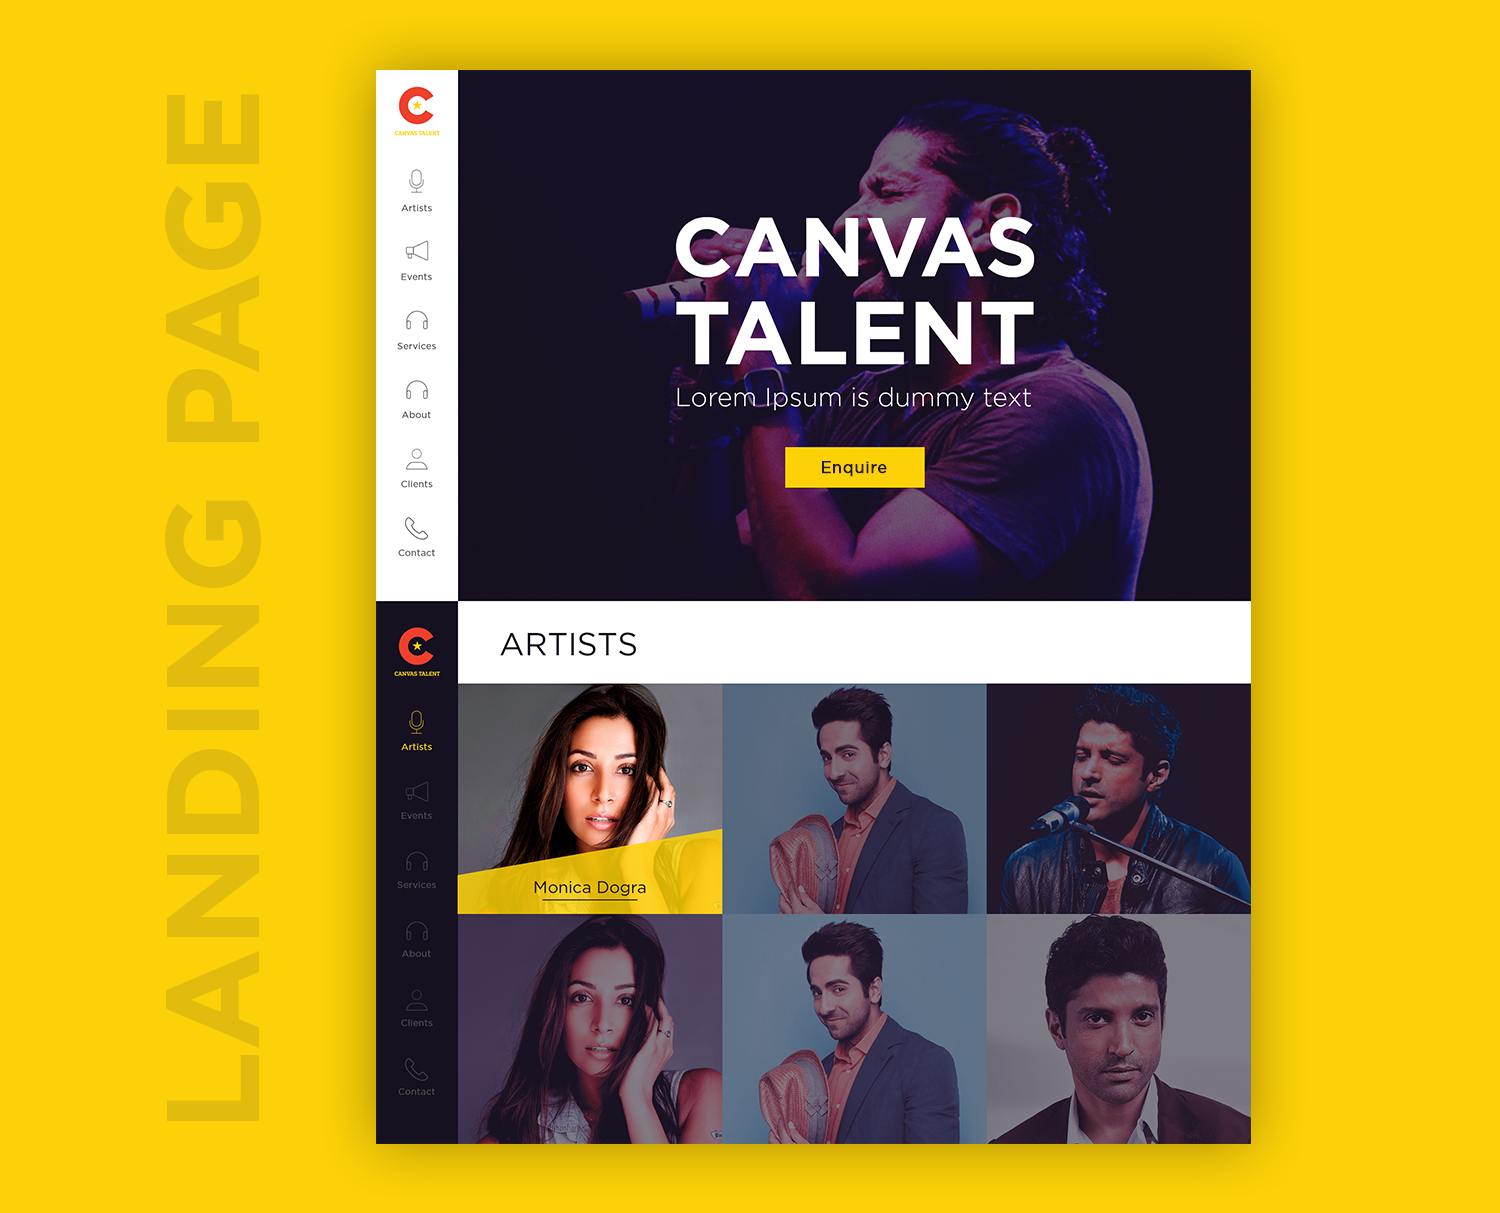 LANDING PAGE
CANVAS TALENT
Artists
Events
Services
About
Clients
Contact
CANVAS
TALENT
Lorem Ipsum is dummy text
Enquire
CANVAS TALENT
Artists
Events
Services
About
Clients
Contact
ARTISTS
Monica Dogra